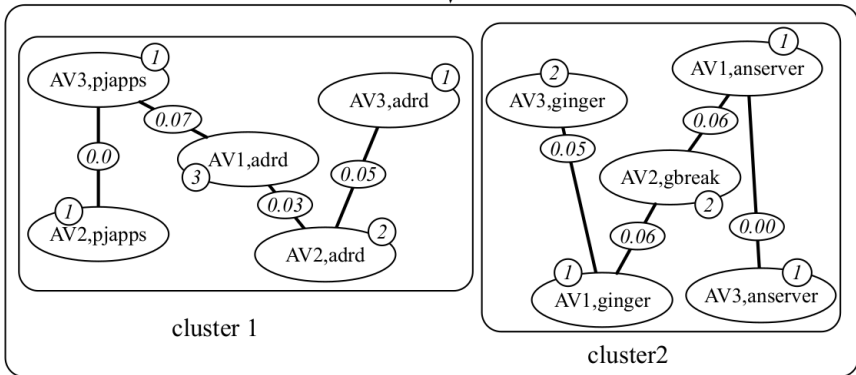 1
AV3,pjapps
0.07
0.0
1
AV2,pjapps
AV1,adrd
3
0.03
1
AV3,adrd
0.05
2
AV2,adrd
cluster 1
2
AV3,ginger
0.05
1
AV1,anserver
0.06
AV2,gbreak
2
0.06
0.00
1
AV1,ginger
1
AV3,anserver
cluster2